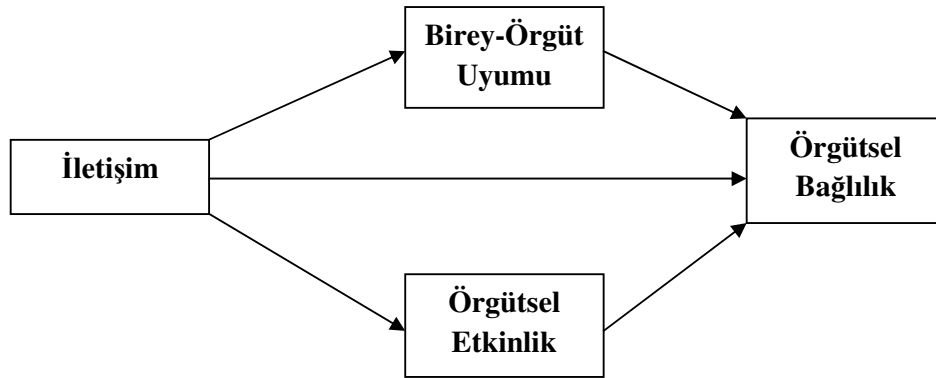 Birey-Örgüt
Uyumu
İletişim
Örgütsel
Bağlılık
Örgütsel
Etkinlik